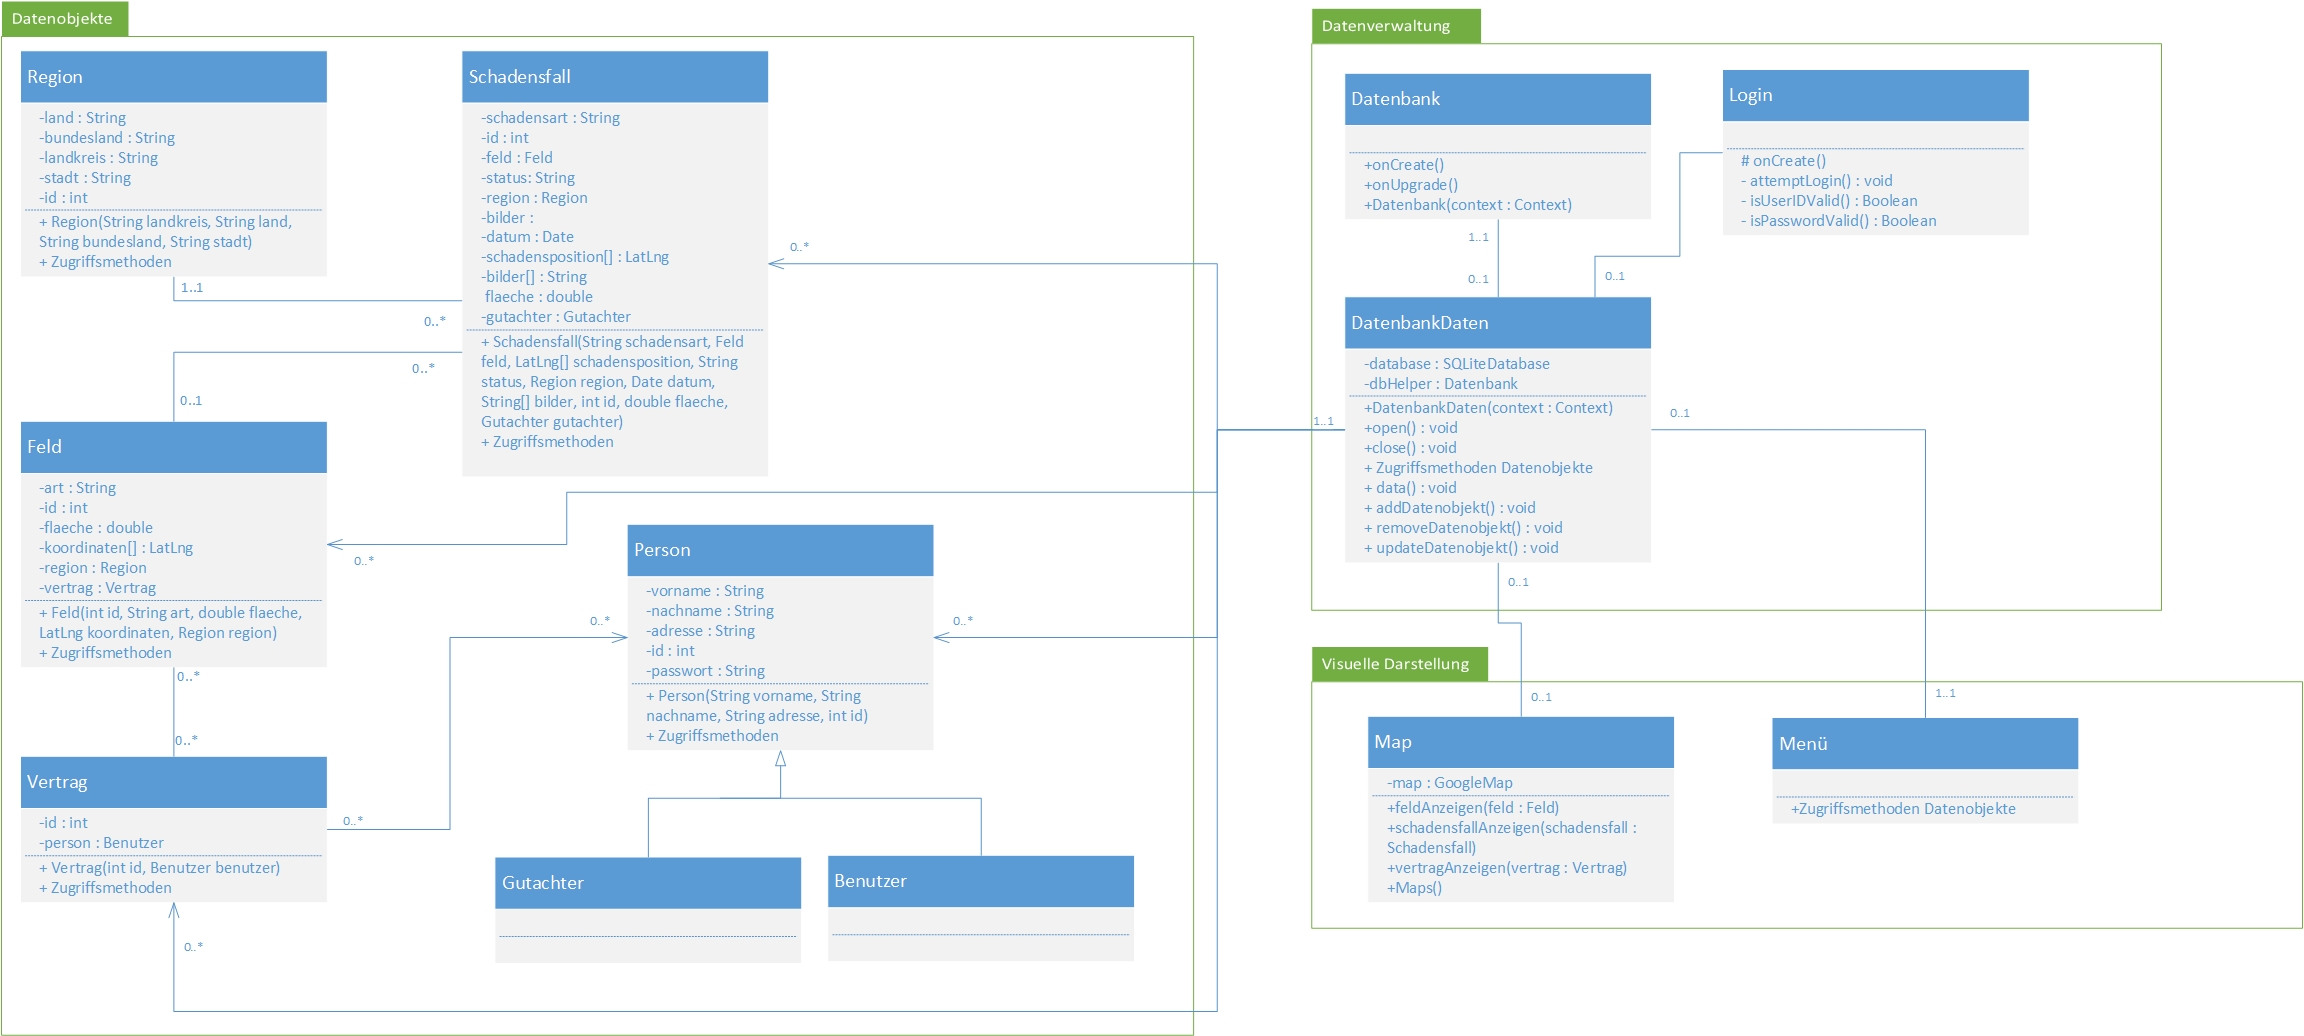 Datenobjekte
Region
-land : String
-bundesland : String
-landkreis : String
-stadt : String
-id : int
+ Region(String landkreis, String land,
String bundesland, String stadt)
+ Zugriffsmethoden
1..1
0..*
Schadensfall
-schadensart : String
-id : int
-feld : Feld
-status: String
-region : Region
-bilder :
-datum : Date
-schadensposition[] : LatLng
-bilder[] : String
flaeche : double
-gutachter : Gutachter
+ Schadensfall(String schadensart, Feld
feld, LatLng[] schadensposition, String
status, Region region, Date datum,
String[] bilder, int id, double flaeche,
Gutachter gutachter)
+ Zugriffsmethoden
0..*
0..*
0..1
Feld
-art : String
-id : int
-flaeche : double
-koordinaten[] : LatLng
-region : Region
-vertrag : Vertrag
+ Feld(int id, String art, double flaeche,
LatLng koordinaten, Region region)
+ Zugriffsmethoden
0..*
0..*
0..*
Vertrag
-id : int
-person : Benutzer
+ Vertrag(int id, Benutzer benutzer)
+ Zugriffsmethoden
0..*
0..*
Person
-vorname : String
-nachname : String
-adresse : String
-id : int
-passwort : String
+ Person(String vorname, String
nachname, String adresse, int id)
+ Zugriffsmethoden
0..*
0..*
Gutachter
Benutzer
Datenverwaltung
Datenbank
+onCreate()
+onUpgrade()
+Datenbank(context : Context)
1..1
0..1
Login
# onCreate()
- attemptLogin() : void
- isUserIDValid() : Boolean
- isPasswordValid() : Boolean
0..1
DatenbankDaten
-database : SQLiteDatabase
-dbHelper : Datenbank
+DatenbankDaten(context : Context)
+open() : void
+close() : void
+ Zugriffsmethoden Datenobjekte
+ data() : void
+ addDatenobjekt() : void
+ removeDatenobjekt() : void
+ updateDatenobjekt() : void
1..1
0..1
0..1
Visuelle Darstellung
0..1
1..1
Map
-map : GoogleMap
+feldAnzeigen(feld : Feld)
+schadensfallAnzeigen(schadensfall :
Schadensfall)
+vertragAnzeigen(vertrag : Vertrag)
+Maps()
Menü
+Zugriffsmethoden Datenobjekte